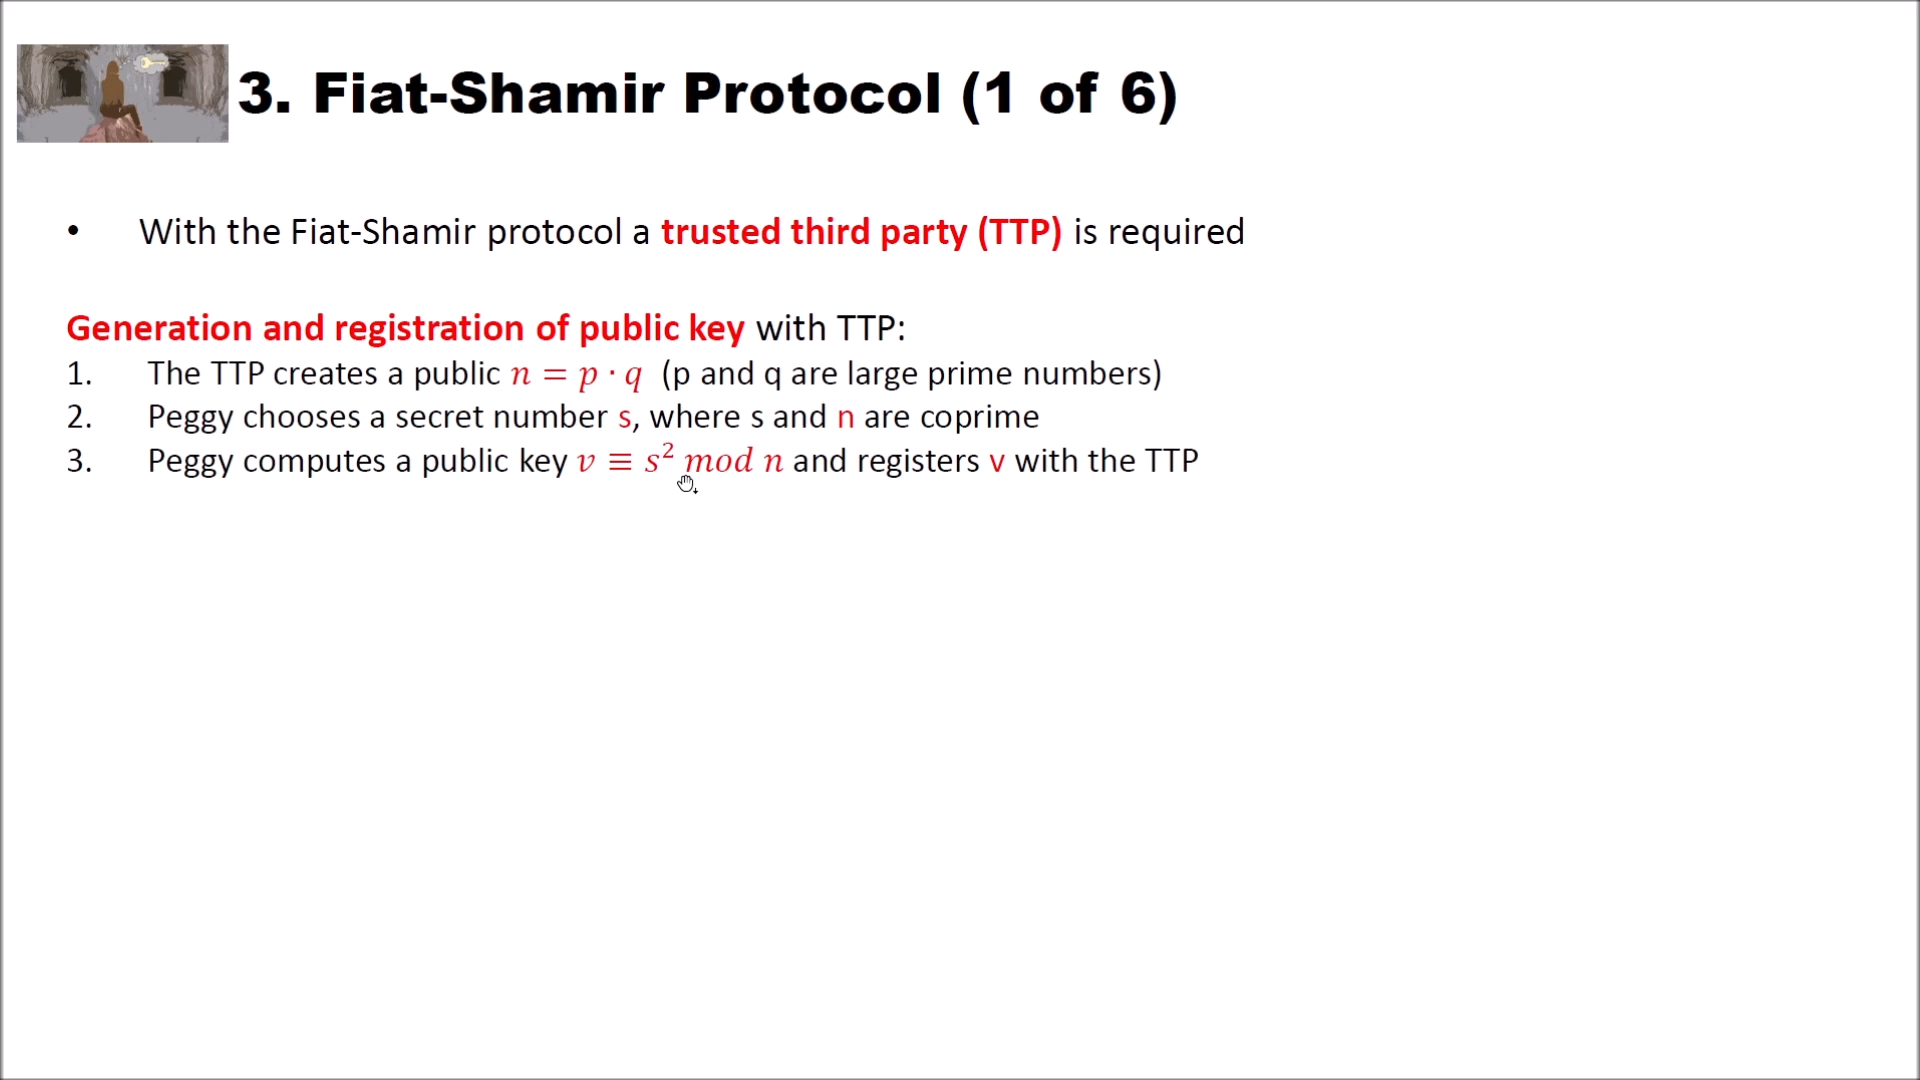 3. Fiat-Shamir Protocol (1 of 6)
• With the Fiat-Shamir protocol a trusted third party (TTP) is required
Generation and registration of public key with TTP:
1. The TTP creates a public n = p · q (p and q are large prime numbers)
2. Peggy chooses a secret number s, where s and n are coprime
3. Peggy computes a public key v ≡ s² mod n and registers v with the TTP